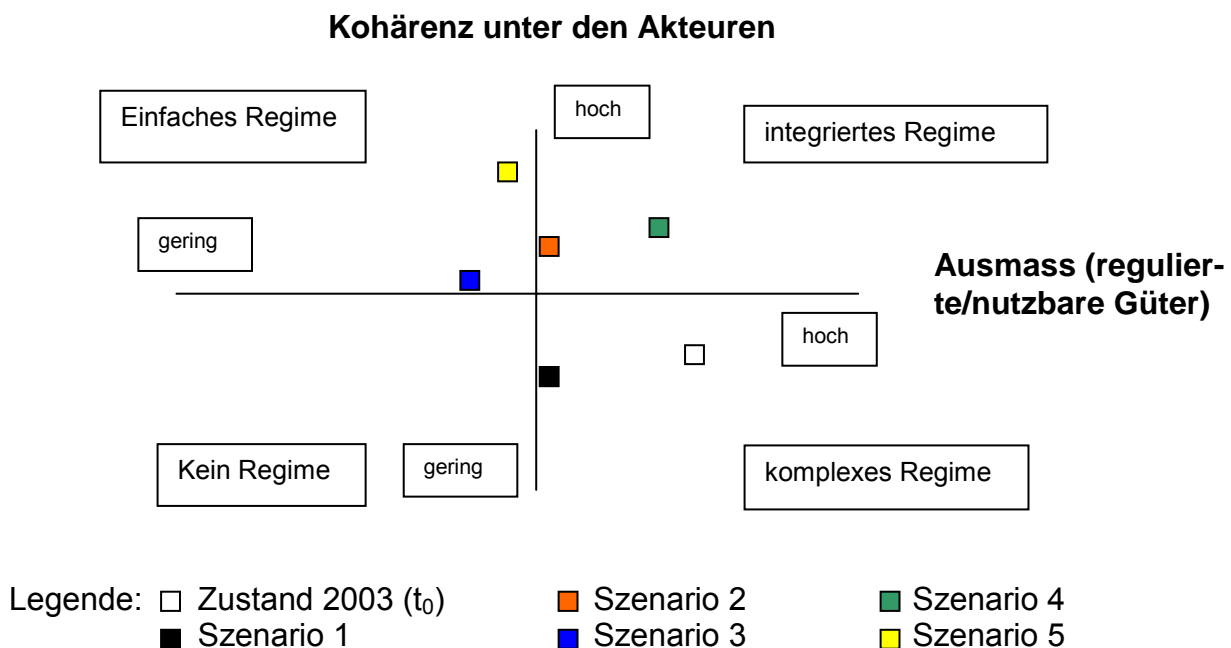 Kohärenz unter den Akteuren
Einfaches Regime
hoch
integriertes Regime
gering
Ausmass (regulier-
te/nutzbare Güter)
hoch
Kein Regime
gering
komplexes Regime
Legende: Zustand 2003 (t₀) Szenario 2 Szenario 4
Szenario 1 Szenario 3 Szenario 5